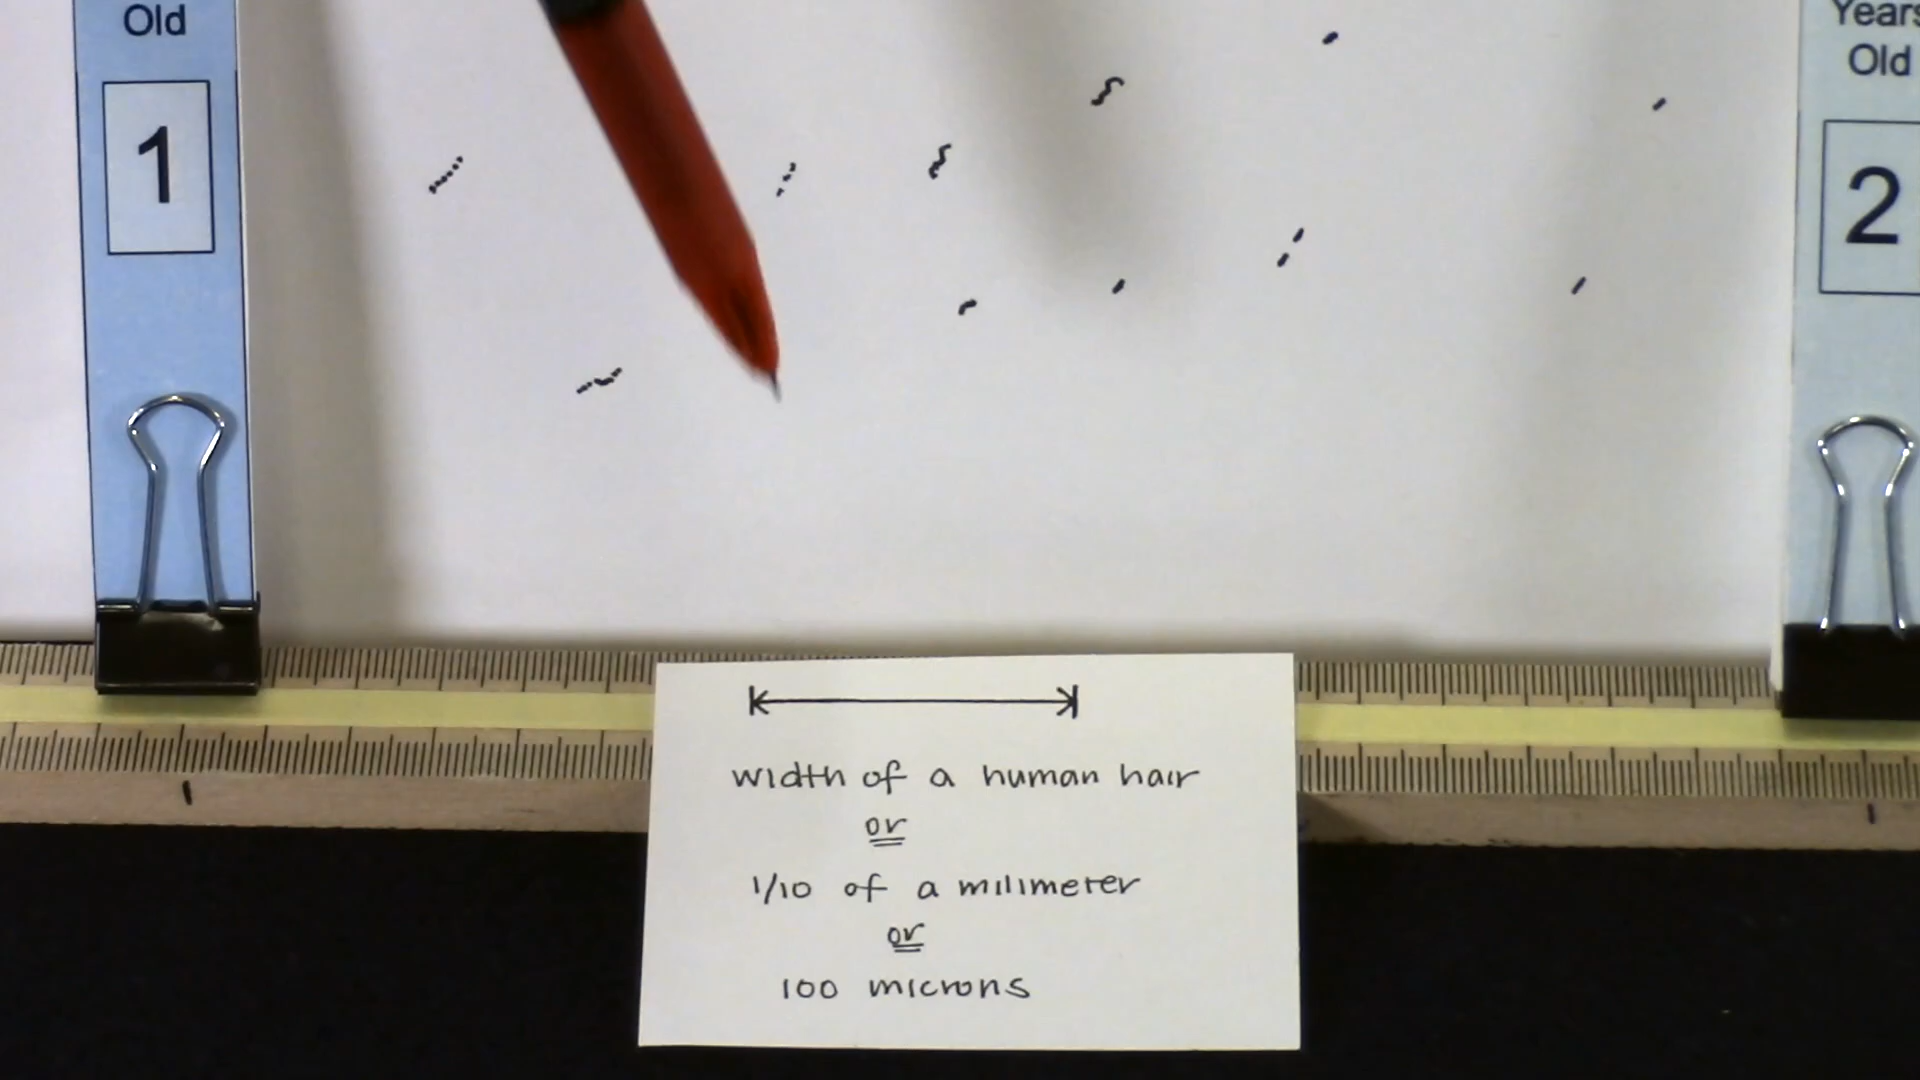 Old
1
Years
Old
2
width of a human hair
or
1/10 of a milimeter
or
100 microns